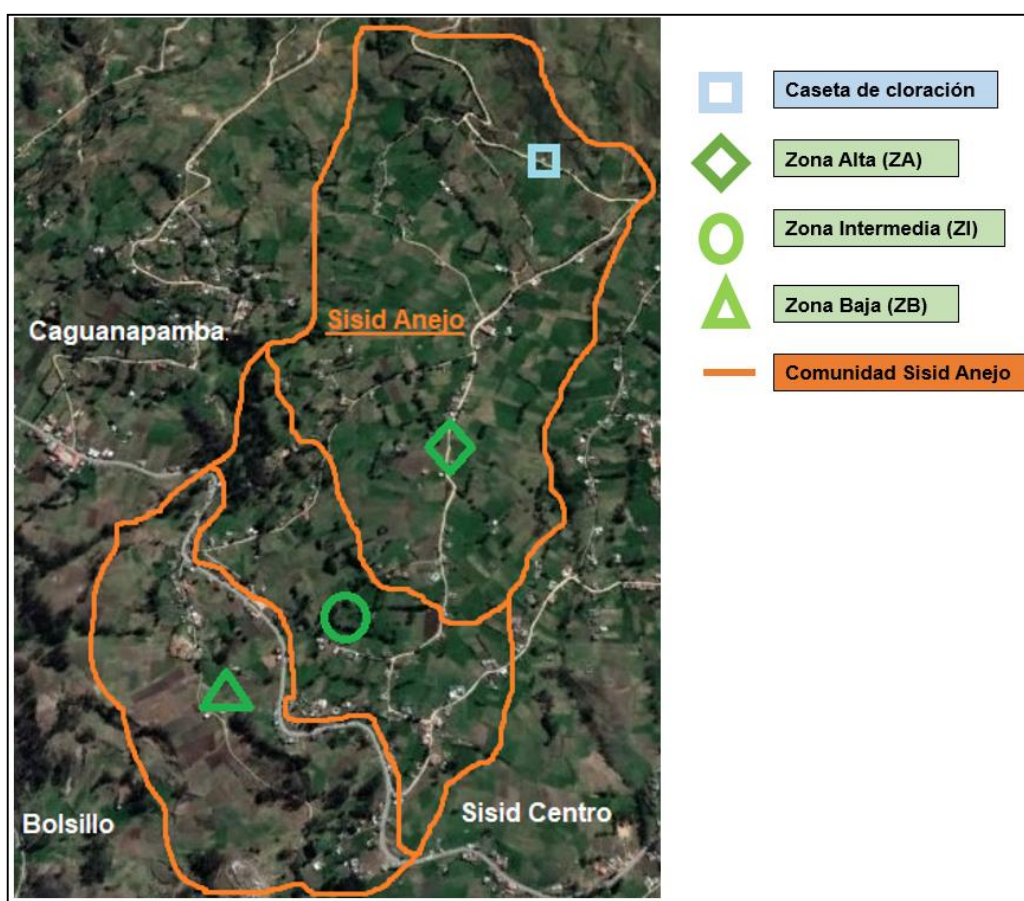 Caseta de cloración
Zona Alta (ZA)
Zona Intermedia (ZI)
Zona Baja (ZB)
Comunidad Sisid Anejo
Sisid Anejo
Caguanapamba.
Bolsillo
Sisid Centro